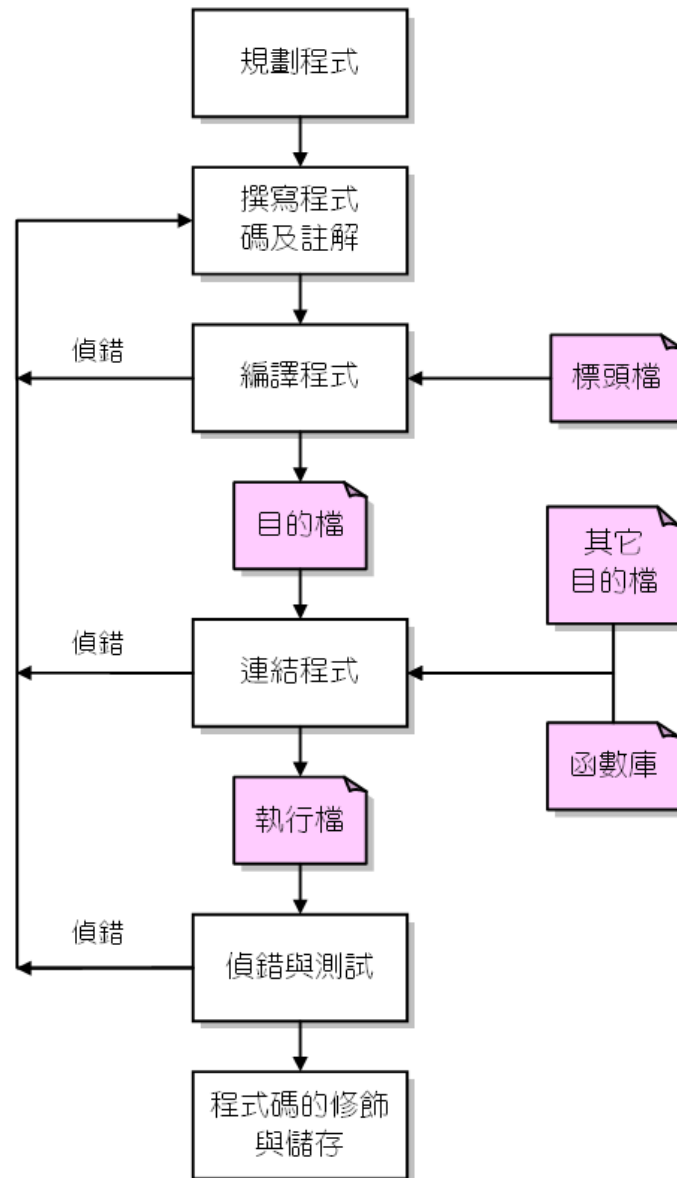 規劃程式
撰寫程式
碼及註解
偵錯
編譯程式
標頭檔
目的檔
其它
目的檔
偵錯
連結程式
函數庫
執行檔
偵錯
偵錯與測試
程式碼的修飾
與儲存